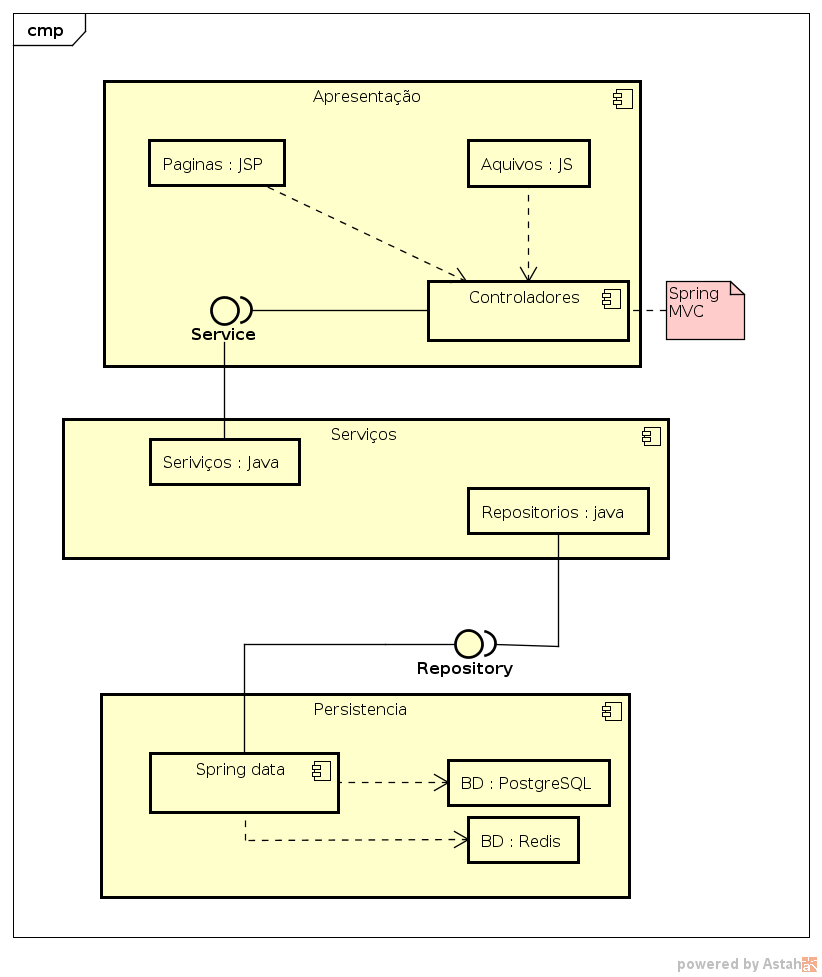 cmp
Apresentação
Paginas : JSP
Aquivos : JS
Controladores
Spring
MVC
Service
Serviços
Seriviços : Java
Repositorios : java
Repository
Persistencia
Spring data
BD : PostgreSQL
BD : Redis
powered by Astah